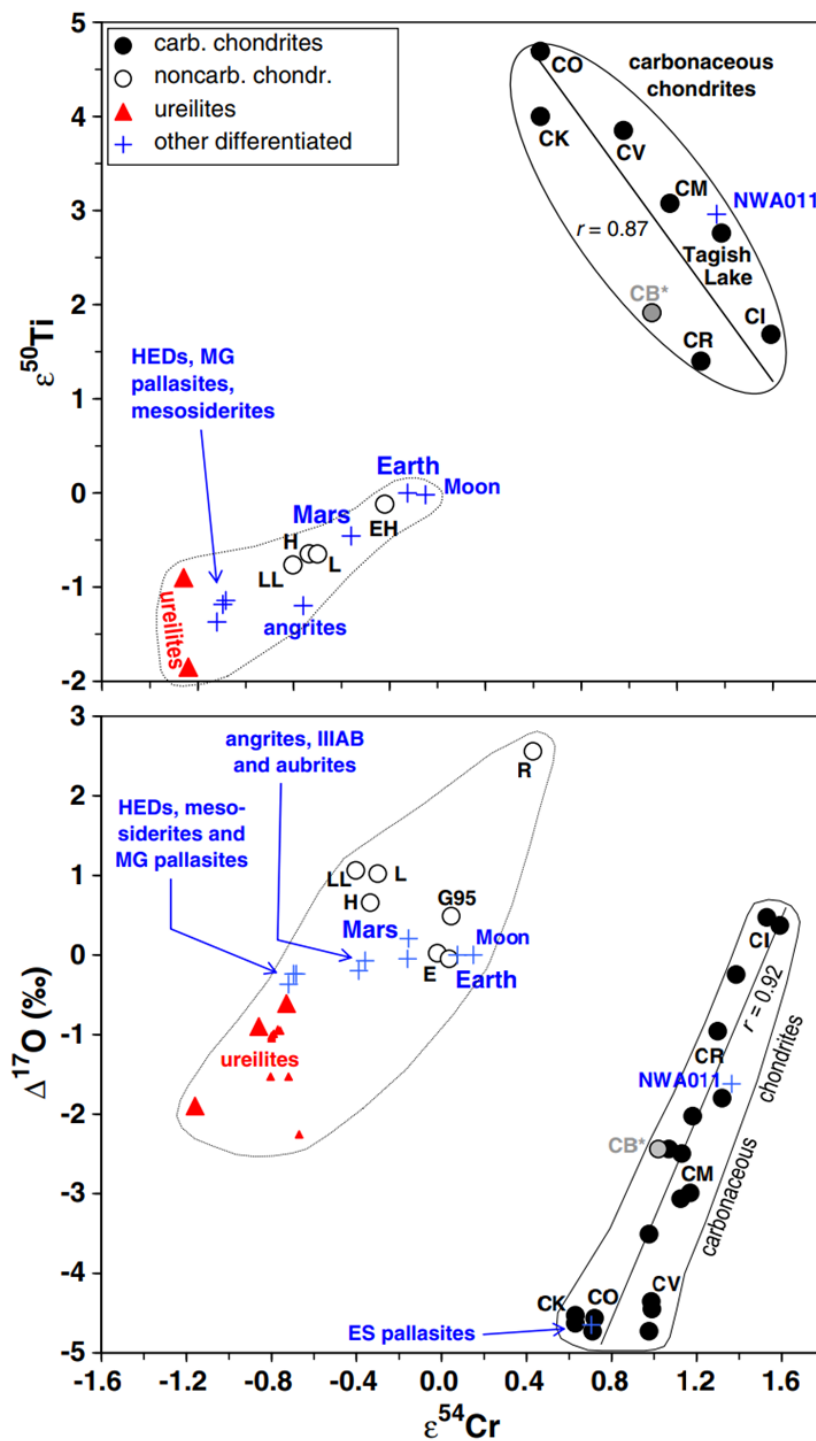 5
4
3
2
1
0
-1
-2
ε50Ti
carb. chondrites
noncarb. chondr.
ureilites
other differentiated
carbonaceous
chondrites
CO
CK
CV
CM
NWA011
r = 0.87
Tagish
Lake
CB*
CI
CR
HEDs, MG
pallasites,
mesosiderites
Earth
Moon
Mars
EH
H
L
LL
angrites
ureilites
3
2
1
0
-1
-2
-3
-4
-5
Δ17O (‰)
angrites, IIIAB
and aubrites
R
HEDs, meso-
siderites and
MG pallasites
LL
L
H
G95
Mars
Moon
E
Earth
ureilites
CI
r = 0.92
CR
NWA011
chondrites
CB*
CM
carbonaceous
CV
CK
CO
ES pallasites
-1.6
-1.2
-0.8
-0.4
0.0
0.4
0.8
1.2
1.6
ε54Cr